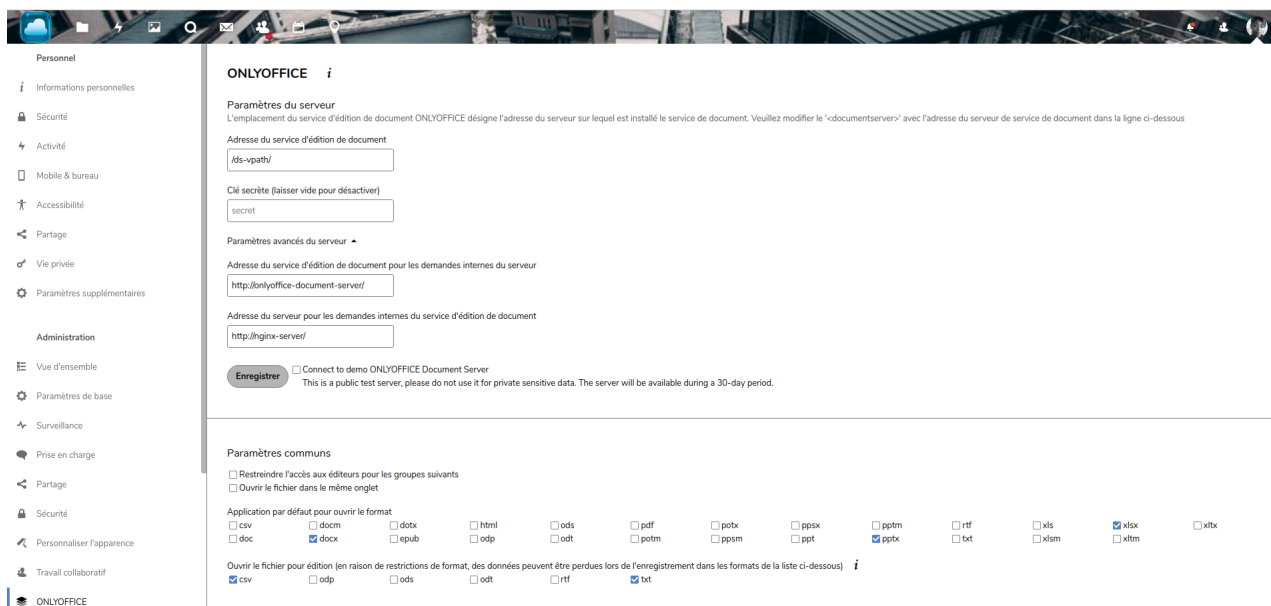 Personnel
Informations personnelles
Sécurité
Activité
Mobile & bureau
Accessibilité
Partage
Vie privée
Paramètres supplémentaires
Administration
Vue d'ensemble
Paramètres de base
Surveillance
Prise en charge
Partage
Sécurité
Personnaliser l'apparence
Travail collaboratif
ONLYOFFICE
ONLYOFFICE i
Paramètres du serveur
L'emplacement du service d'édition de document ONLYOFFICE désigne l'adresse du serveur sur lequel est installé le service de document. Veuillez modifier le '<documentserver>' avec l'adresse du serveur de service de document dans la ligne ci-dessous
Adresse du service d'édition de document
/ds-vpath/
Clé secrète (laisser vide pour désactiver)
secret
Paramètres avancés du serveur
Adresse du service d'édition de document pour les demandes internes du serveur
http://onlyoffice-document-server/
Adresse du serveur pour les demandes internes du service d'édition de document
http://nginx-server/
Enregistrer Connect to demo ONLYOFFICE Document Server
This is a public test server, please do not use it for private sensitive data. The server will be available during a 30-day period.
Paramètres communs
Restreindre l'accès aux éditeurs pour les groupes suivants
Ouvrir le fichier dans le même onglet
Application par défaut pour ouvrir le format
csv docm dotx html ods pdf potx ppsx pptm rtf xls xlsx xltx
doc docx epub odp odt potm ppsm ppt pptx txt xlsm xltm
Ouvrir le fichier pour édition (en raison de restrictions de format, des données peuvent être perdues lors de l'enregistrement dans les formats de la liste ci-dessous) i
csv odp ods odt rtf txt